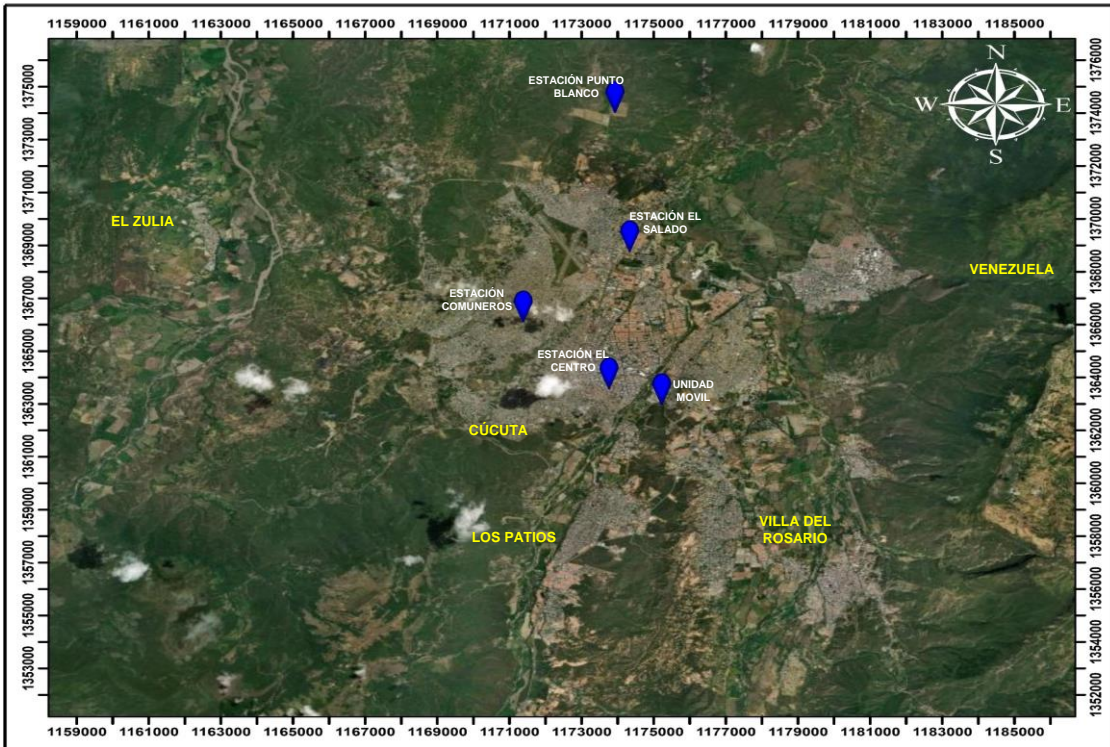 1159000 1161000 1163000 1165000 1167000 1169000 1171000 1173000 1175000 1177000 1179000 1181000 1183000 1185000
1375000
1373000
1371000
1369000
1367000
1365000
1363000
1361000
1359000
1357000
1355000
1353000
N
W E
S
ESTACIÓN PUNTO
BLANCO
EL ZULIA
ESTACIÓN EL
SALADO
VENEZUELA
ESTACIÓN
COMUNEROS
ESTACIÓN EL
CENTRO
UNIDAD
MOVIL
CÚCUTA
LOS PATIOS
VILLA DEL
ROSARIO
1376000
1374000
1372000
1370000
1368000
1366000
1364000
1362000
1360000
1358000
1356000
1354000
1352000
1159000 1161000 1163000 1165000 1167000 1169000 1171000 1173000 1175000 1177000 1179000 1181000 1183000 1185000